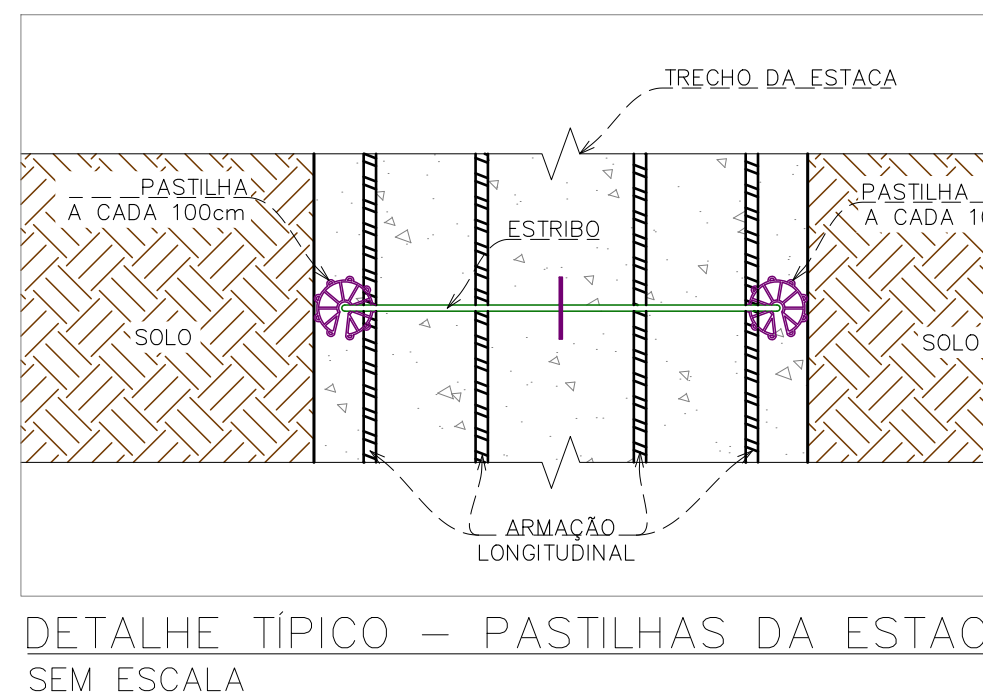 TRECHO DA ESTACA
PASTILHA
A CADA 100cm
PASTILHA
A CADA 10
ESTRIBO
SOLO
SOLO
ARMAÇÃO
LONGITUDINAL
DETALHE TÍPICO – PASTILHAS DA ESTAC
SEM ESCALA